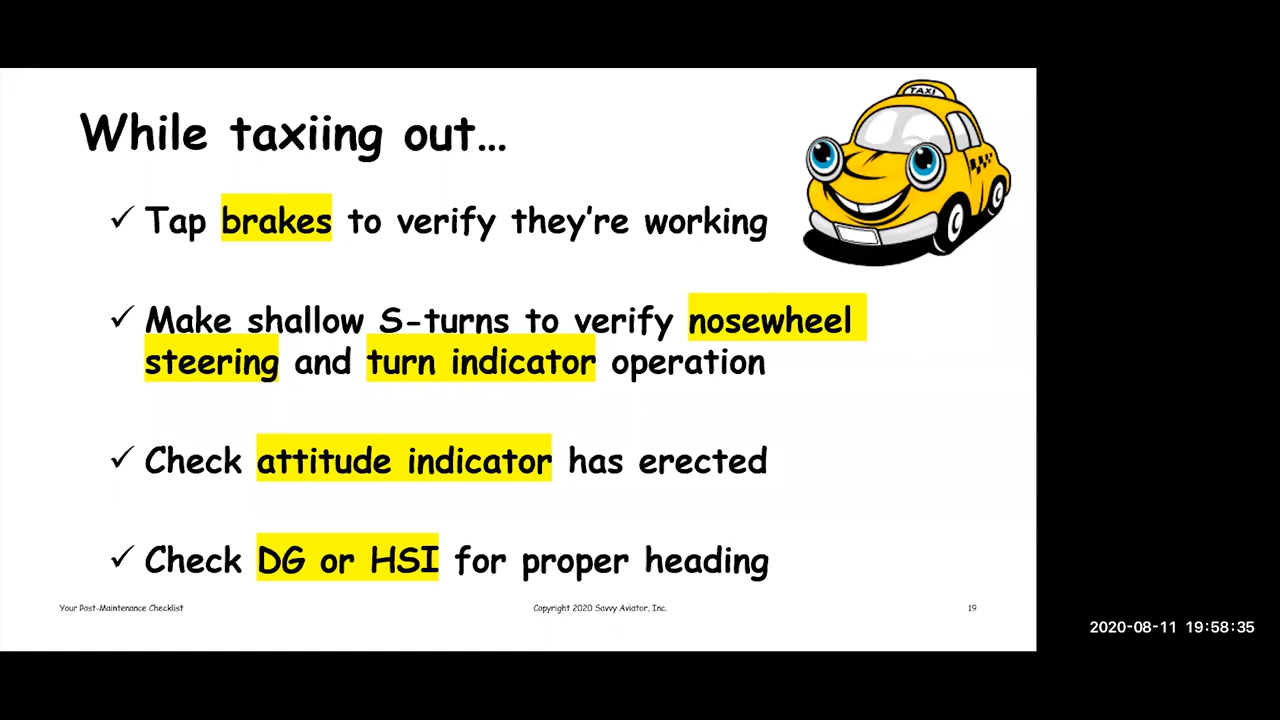 TAXI
While taxiing out…
✓ Tap brakes to verify they're working
✓ Make shallow S-turns to verify nosewheel
steering and turn indicator operation
✓ Check attitude indicator has erected
✓ Check DG or HSI for proper heading
Your Post-Maintenance Checklist
Copyright 2020 Savvy Aviator, Inc.
19
2020-08-11 19:58:35